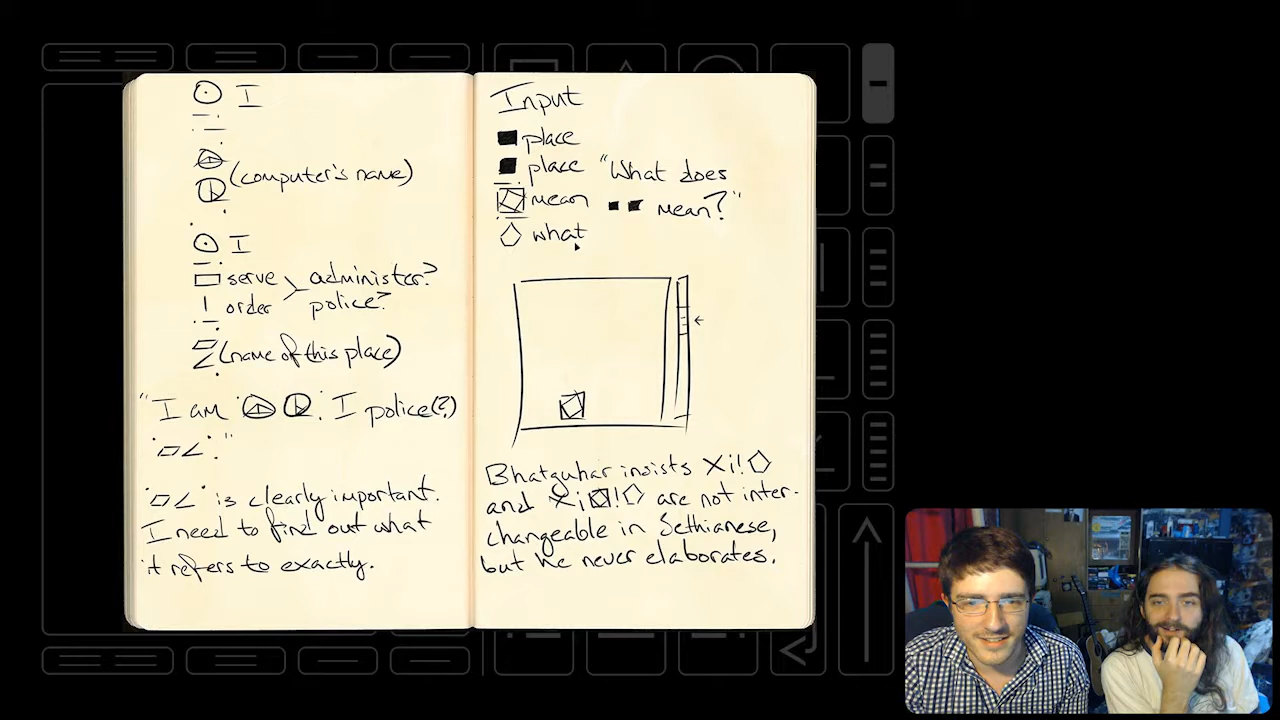 I
(computer's name)
I
serve
administer?
order
police?
(name of this place)
"I am . I police(?)
."
is clearly important.
I need to find out what
it refers to exactly.
Input
place
place
"What does
mean
mean?"
what
Bhatguhar insists
and are not inter-
changeable in Sethianese,
but he never elaborates.